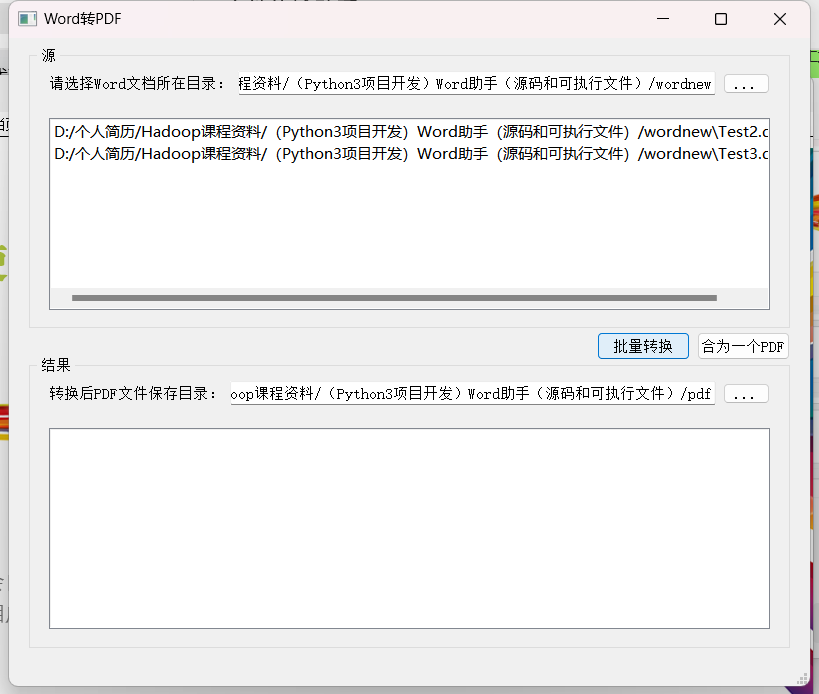 Word转PDF
源
请选择Word文档所在目录： 程资料/（Python3项目开发）Word助手（源码和可执行文件）/wordnew ...
D:/个人简历/Hadoop课程资料/（Python3项目开发）Word助手（源码和可执行文件）/wordnew\Test2.d
D:/个人简历/Hadoop课程资料/（Python3项目开发）Word助手（源码和可执行文件）/wordnew\Test3.d
批量转换 合为一个PDF
结果
转换后PDF文件保存目录： oop课程资料/（Python3项目开发）Word助手（源码和可执行文件）/pdf ...